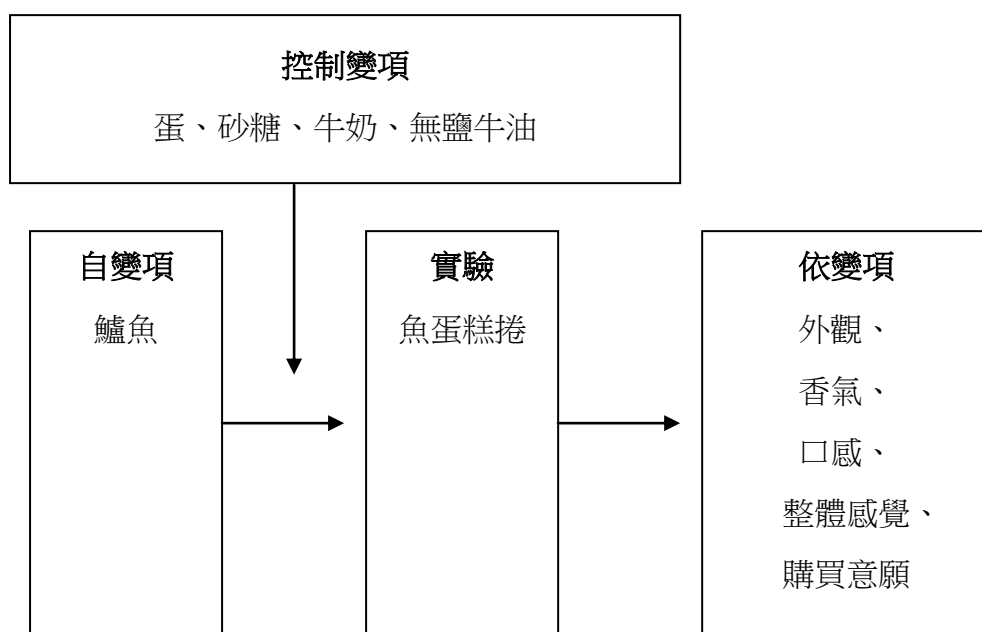 控制變項
蛋、砂糖、牛奶、無鹽牛油
自變項
鱸魚
實驗
魚蛋糕捲
依變項
外觀、
香氣、
口感、
整體感覺、
購買意願